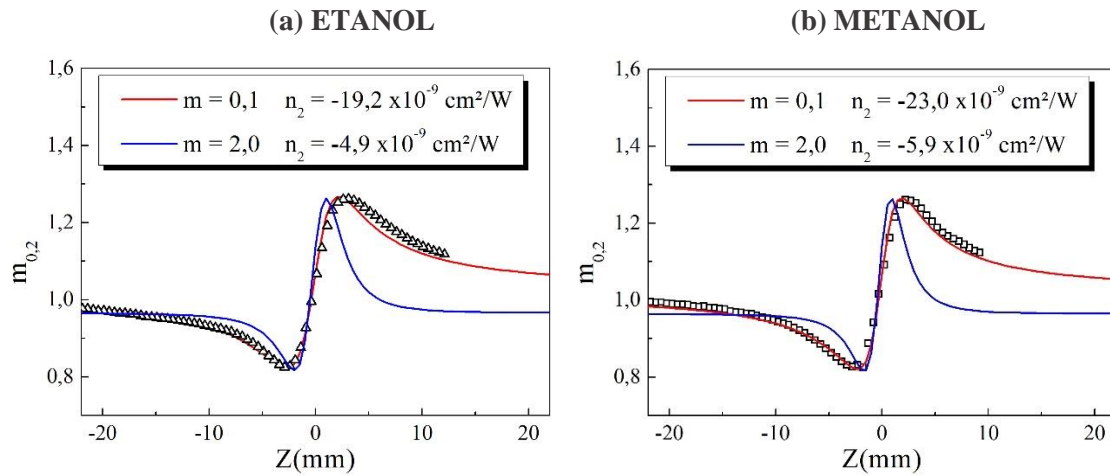 (a) ETANOL
1,6
1,4
1,2
1,0
0,8
m = 0,1 n₂ = -19,2 x10⁻⁹ cm²/W
m = 2,0 n₂ = -4,9 x10⁻⁹ cm²/W
m₀,₂
-20 -10 0 10 20
Z(mm)
(b) METANOL
1,6
1,4
1,2
1,0
0,8
m = 0,1 n₂ = -23,0 x10⁻⁹ cm²/W
m = 2,0 n₂ = -5,9 x10⁻⁹ cm²/W
m₀,₂
-20 -10 0 10 20
Z(mm)